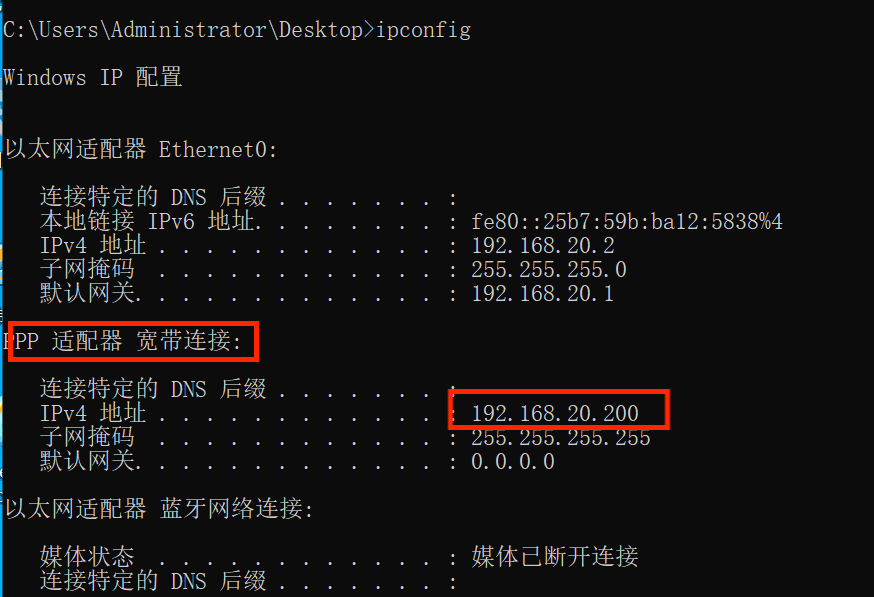 C:\Users\Administrator\Desktop>ipconfig
Windows IP 配置
以太网适配器 Ethernet0:
连接特定的 DNS 后缀 . . . . . . . :
本地链接 IPv6 地址. . . . . . . . : fe80::25b7:59b:ba12:5838%4
IPv4 地址 . . . . . . . . . . . . : 192.168.20.2
子网掩码  . . . . . . . . . . . . : 255.255.255.0
默认网关. . . . . . . . . . . . . : 192.168.20.1
PPP 适配器 宽带连接:
连接特定的 DNS 后缀 . . . . . . . :
IPv4 地址 . . . . . . . . . . . . : 192.168.20.200
子网掩码  . . . . . . . . . . . . : 255.255.255.255
默认网关. . . . . . . . . . . . . : 0.0.0.0
以太网适配器 蓝牙网络连接:
媒体状态  . . . . . . . . . . . . : 媒体已断开连接
连接特定的 DNS 后缀 . . . . . . . :